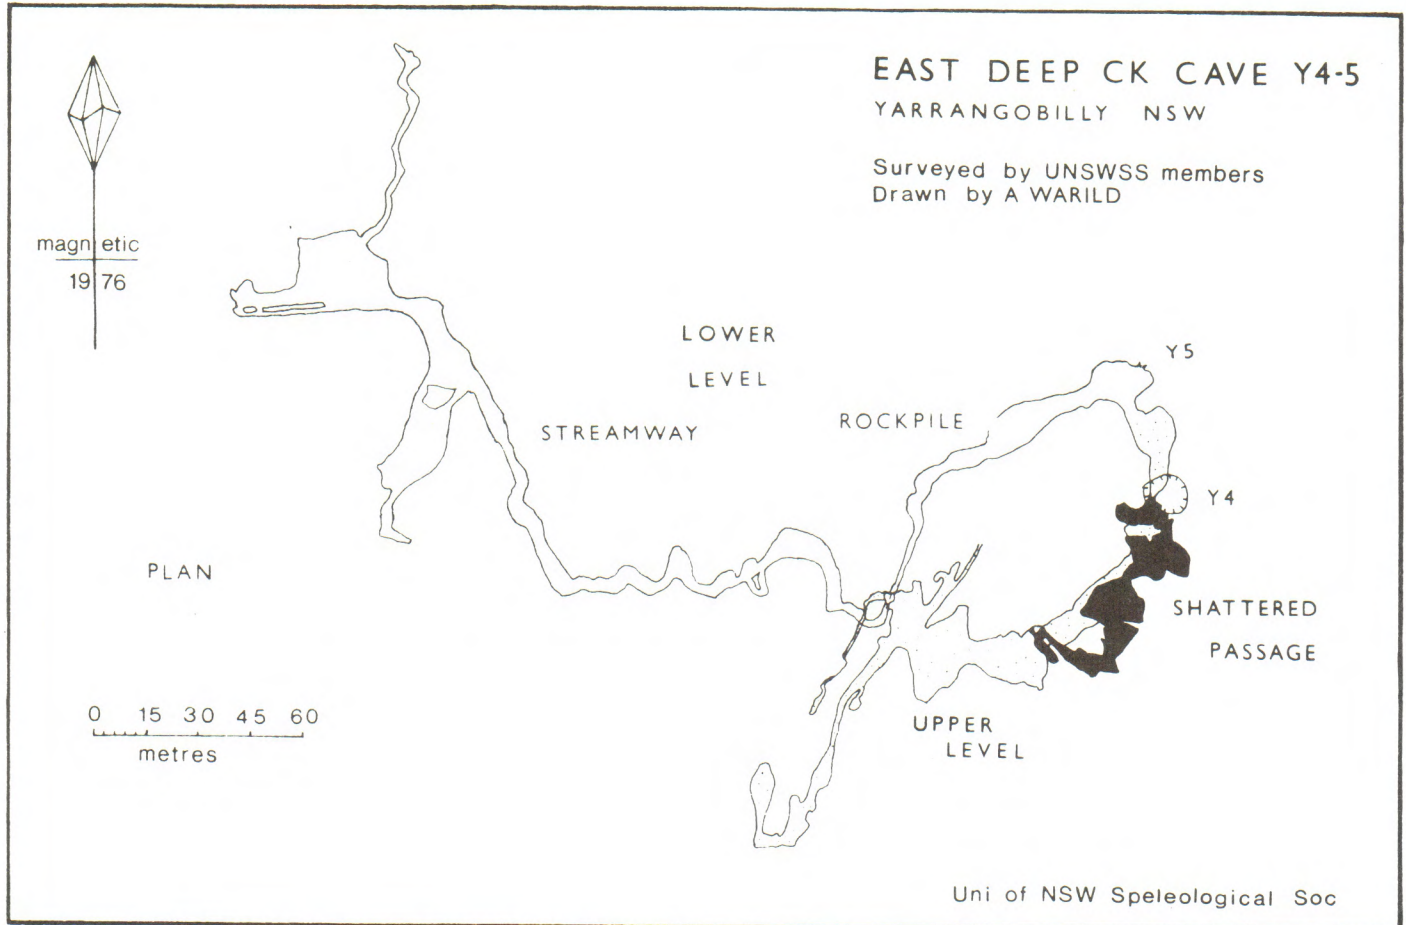 EAST DEEP CK CAVE Y4-5
YARRANGOBILLY NSW
Surveyed by UNSWSS members
Drawn by A WARILD
magnetic
1976
LOWER
LEVEL
Y5
ROCKPILE
STREAMWAY
Y4
PLAN
SHATTERED
PASSAGE
0 15 30 45 60
metres
UPPER
LEVEL
Uni of NSW Speleological Soc